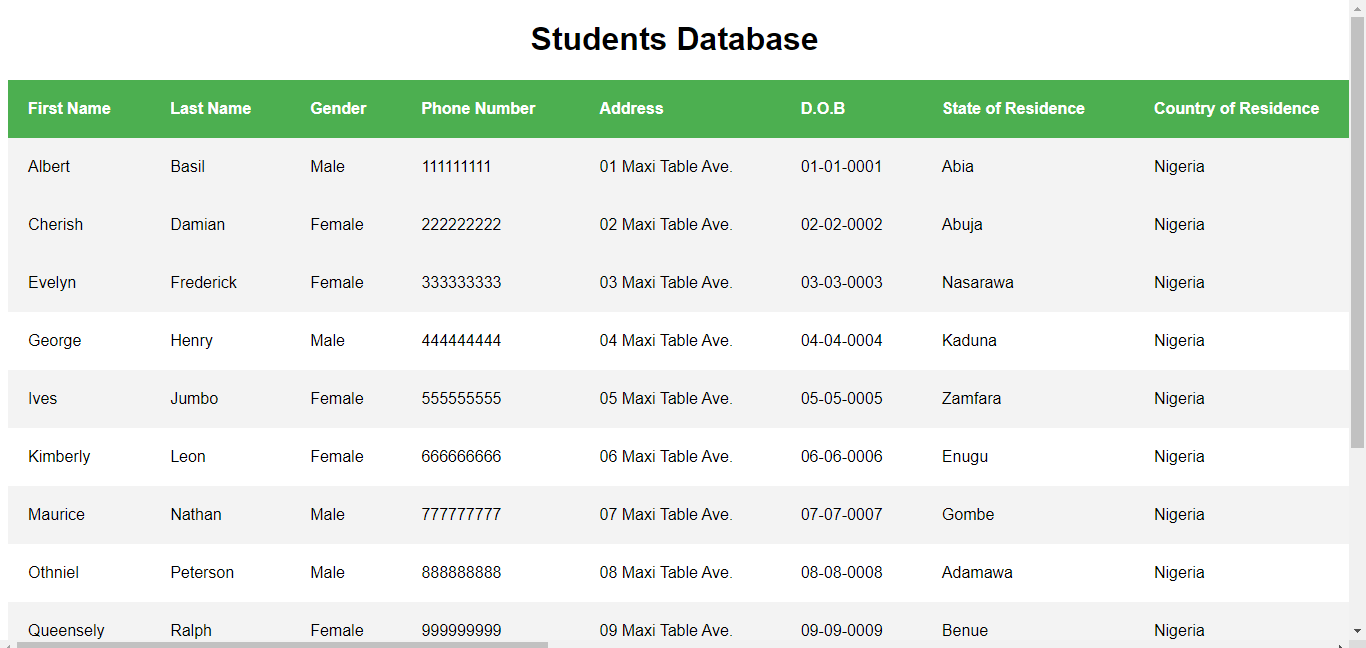 Students Database
First Name Last Name Gender Phone Number Address D.O.B State of Residence Country of Residence
Albert Basil Male 111111111 01 Maxi Table Ave. 01-01-0001 Abia Nigeria
Cherish Damian Female 222222222 02 Maxi Table Ave. 02-02-0002 Abuja Nigeria
Evelyn Frederick Female 333333333 03 Maxi Table Ave. 03-03-0003 Nasarawa Nigeria
George Henry Male 444444444 04 Maxi Table Ave. 04-04-0004 Kaduna Nigeria
Ives Jumbo Female 555555555 05 Maxi Table Ave. 05-05-0005 Zamfara Nigeria
Kimberly Leon Female 666666666 06 Maxi Table Ave. 06-06-0006 Enugu Nigeria
Maurice Nathan Male 777777777 07 Maxi Table Ave. 07-07-0007 Gombe Nigeria
Othniel Peterson Male 888888888 08 Maxi Table Ave. 08-08-0008 Adamawa Nigeria
Queensely Ralph Female 999999999 09 Maxi Table Ave. 09-09-0009 Benue Nigeria